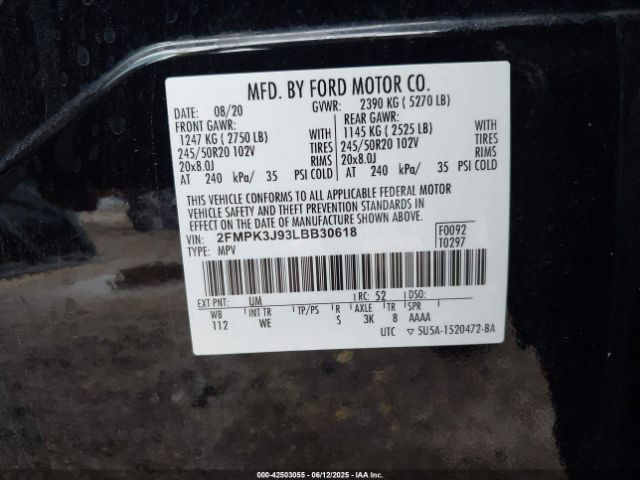 MFD. BY FORD MOTOR CO.
DATE: 08/20 GVWR: 2390 KG ( 5270 LB)
FRONT GAWR: REAR GAWR:
1247 KG ( 2750 LB) WITH 1145 KG ( 2525 LB) WITH
245/50R20 102V TIRES 245/50R20 102V TIRES
20x8.0J RIMS 20x8.0J RIMS
AT 240 kPa/ 35 PSI COLD AT 240 kPa/ 35 PSI COLD
THIS VEHICLE CONFORMS TO ALL APPLICABLE FEDERAL MOTOR
VEHICLE SAFETY AND THEFT PREVENTION STANDARDS IN
EFFECT ON THE DATE OF MANUFACTURE SHOWN ABOVE.
VIN: 2FMPK3J93LBB30618 F0092
TYPE: MPV T0297
EXT PNT: UM RC: 52 DSO:
WB INT TR TP/PS R AXLE TR SPR
112 WE S 3K 8 AAAA
UTC ▽ 5U5A-1520472-BA
000-42503055 | 06/12/2025 | IAA Inc.